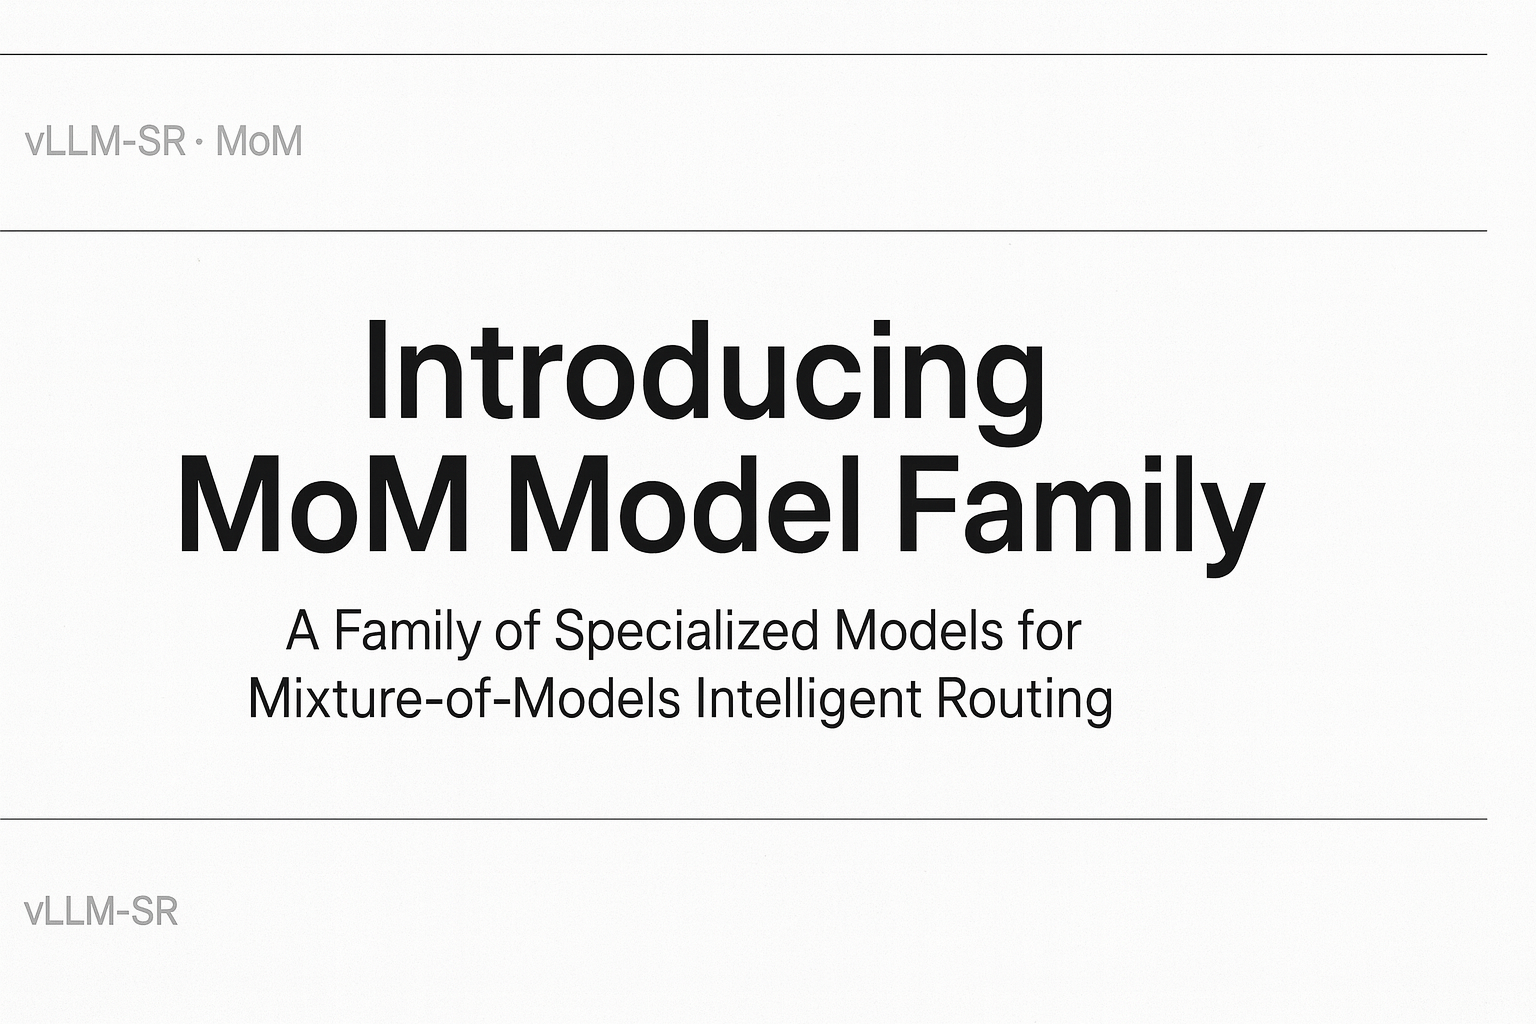 vLLM-SR · MoM
Introducing
MoM Model Family
A Family of Specialized Models for
Mixture-of-Models Intelligent Routing
vLLM-SR